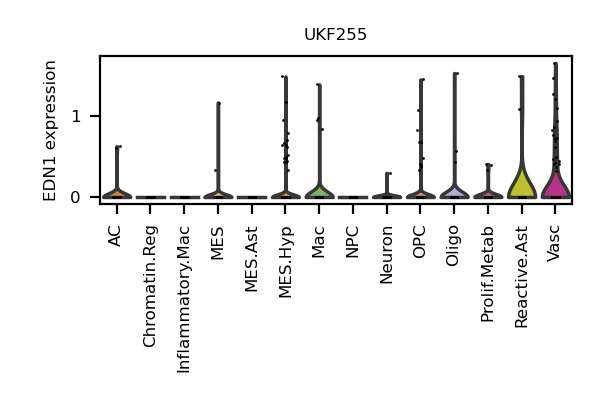 UKF255
EDN1 expression
1
0
AC
Chromatin.Reg
Inflammatory.Mac
MES
MES.Ast
MES.Hyp
Mac
NPC
Neuron
OPC
Oligo
Prolif.Metab
Reactive.Ast
Vasc